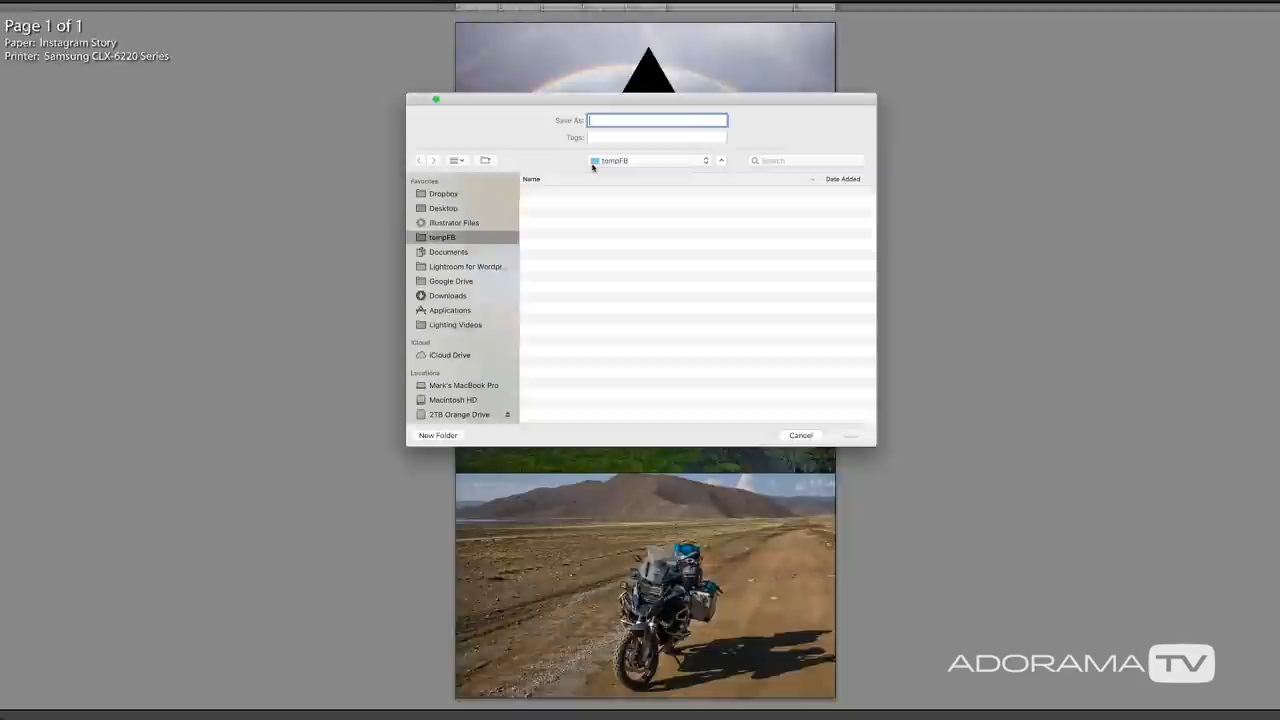 Page 1 of 1
Paper: Instagram Story
Printer: Samsung CLX-6220 Series
Save As:
Tags:
tempFB
Search
Favorites
Name
Date Added
Dropbox
Desktop
Illustrator Files
tempFB
Documents
Lightroom for Wordpr...
Google Drive
Downloads
Applications
Lighting Videos
iCloud
iCloud Drive
Locations
Mark's MacBook Pro
Macintosh HD
2TB Orange Drive
New Folder
Cancel
ADORAMA TV